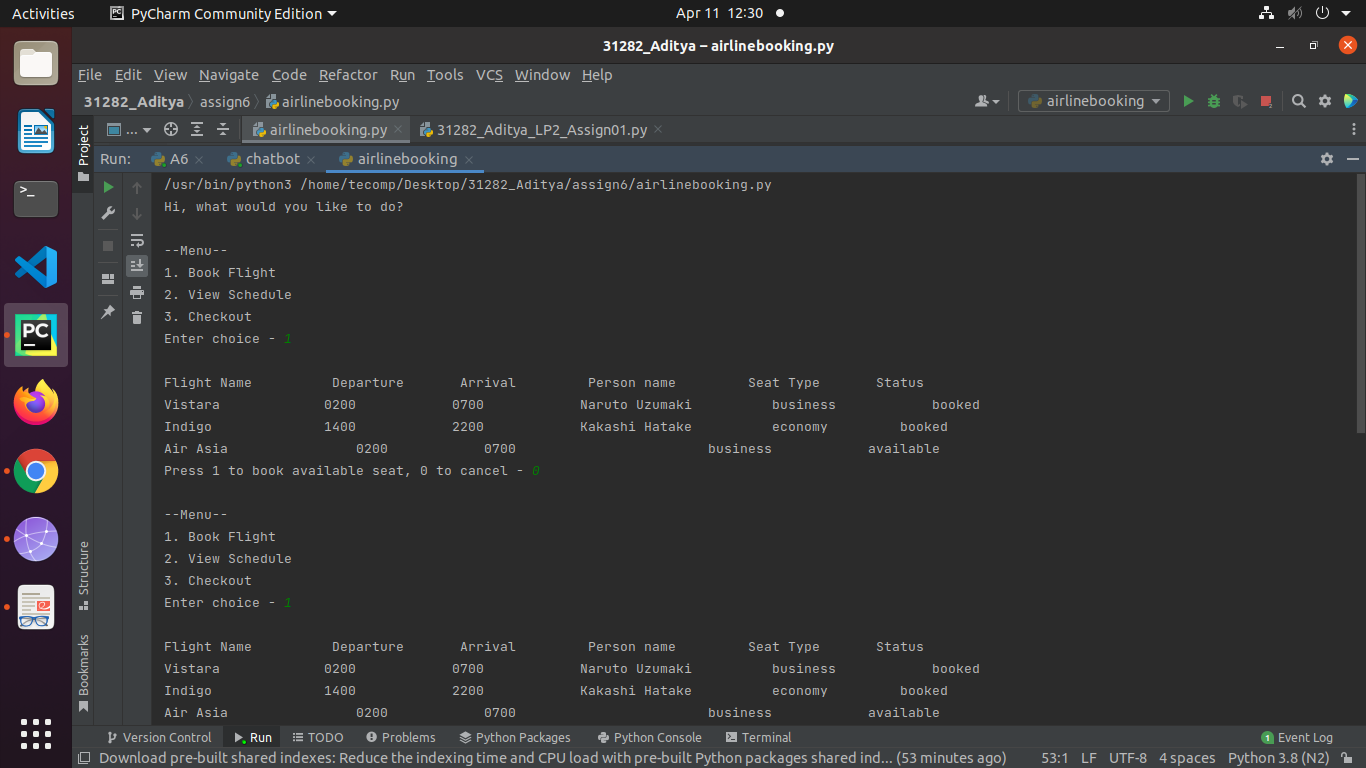 Activities PyCharm Community Edition Apr 11 12:30
31282_Aditya – airlinebooking.py
File Edit View Navigate Code Refactor Run Tools VCS Window Help
31282_Aditya assign6 airlinebooking.py airlinebooking
Project ... airlinebooking.py 31282_Aditya_LP2_Assign01.py
Run: A6 chatbot airlinebooking
/usr/bin/python3 /home/tecomp/Desktop/31282_Aditya/assign6/airlinebooking.py
Hi, what would you like to do?
--Menu--
1. Book Flight
2. View Schedule
3. Checkout
Enter choice - 1
Flight Name Departure Arrival Person name Seat Type Status
Vistara 0200 0700 Naruto Uzumaki business booked
Indigo 1400 2200 Kakashi Hatake economy booked
Air Asia 0200 0700 business available
Press 1 to book available seat, 0 to cancel - 0
--Menu--
1. Book Flight
2. View Schedule
3. Checkout
Enter choice - 1
Flight Name Departure Arrival Person name Seat Type Status
Vistara 0200 0700 Naruto Uzumaki business booked
Indigo 1400 2200 Kakashi Hatake economy booked
Air Asia 0200 0700 business available
Structure
Bookmarks
Version Control Run TODO Problems Python Packages Python Console Terminal 1 Event Log
Download pre-built shared indexes: Reduce the indexing time and CPU load with pre-built Python packages shared ind... (53 minutes ago) 53:1 LF UTF-8 4 spaces Python 3.8 (N2)
PC